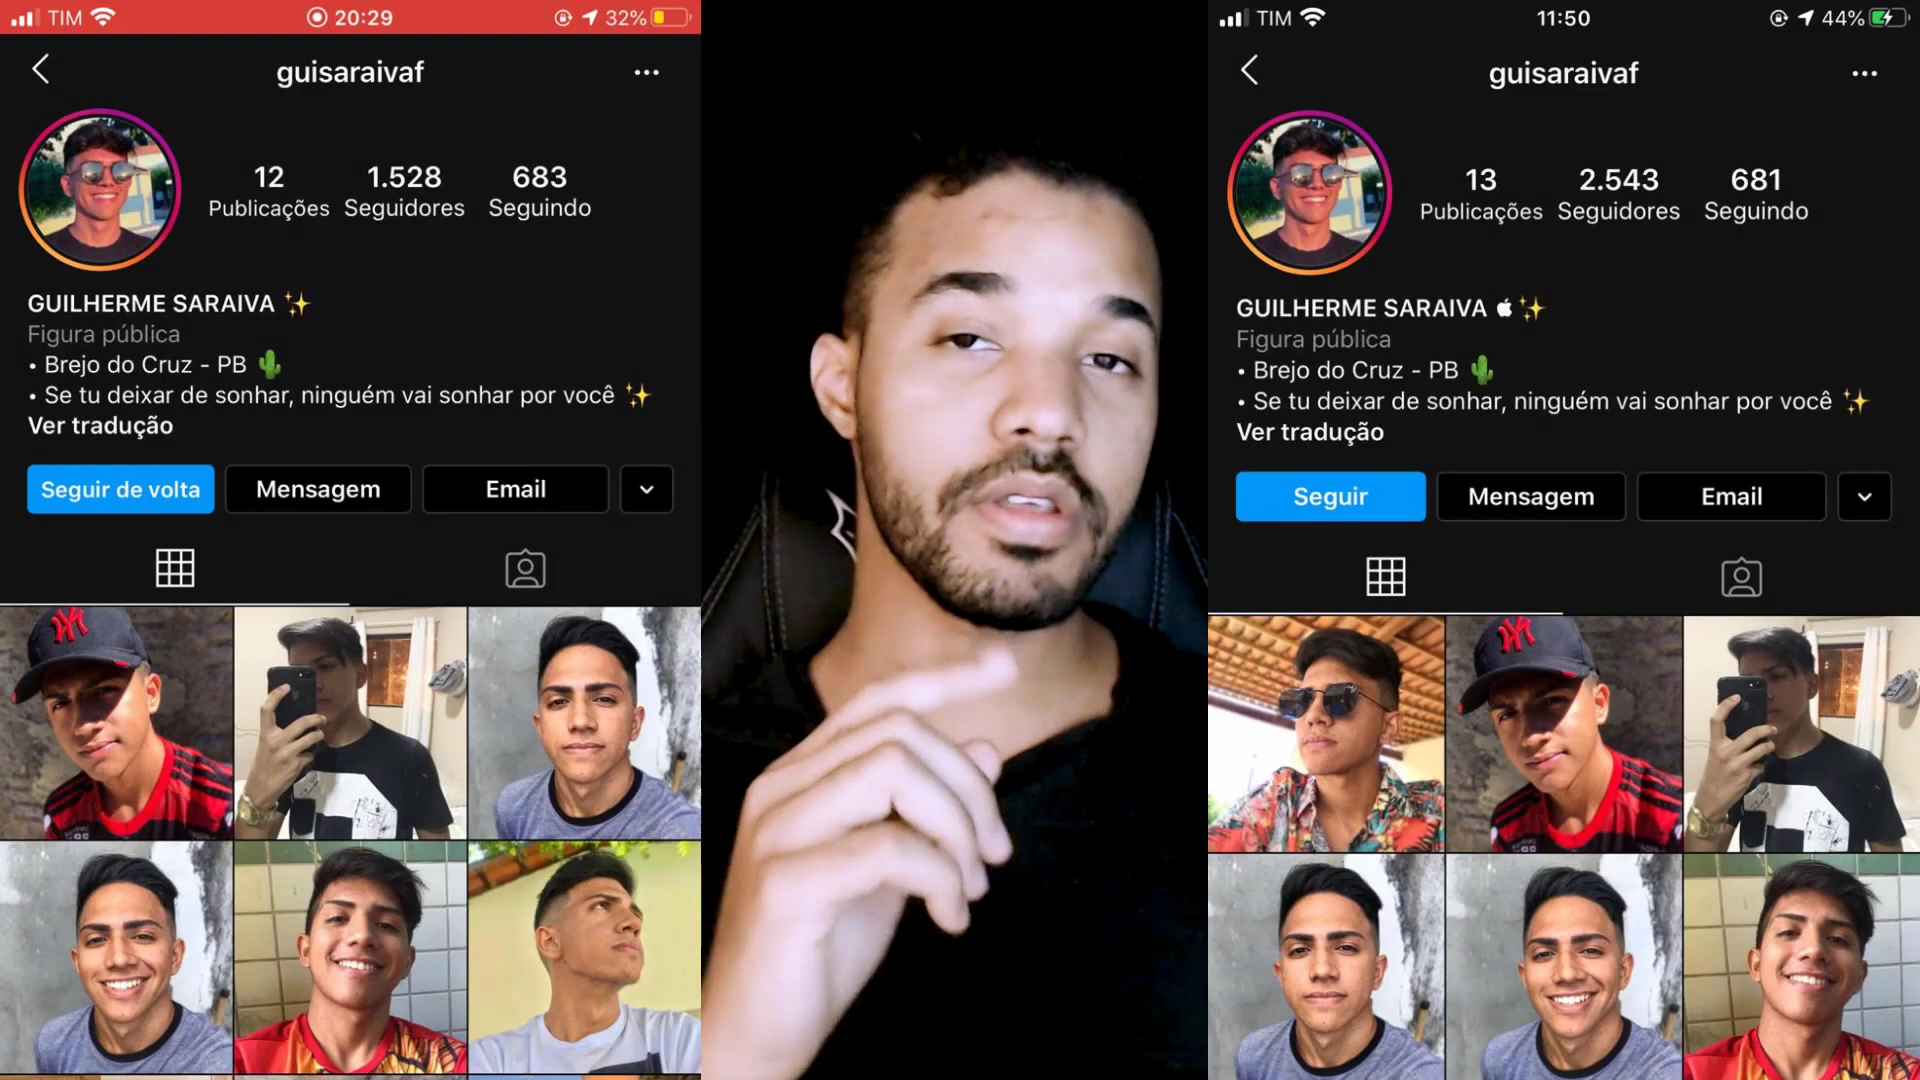 TIM 20:29 32%
guisaraivaf
12 1.528 683
Publicações Seguidores Seguindo
GUILHERME SARAIVA ✨
Figura pública
• Brejo do Cruz - PB 🌵
• Se tu deixar de sonhar, ninguém vai sonhar por você ✨
Ver tradução
Seguir de volta Mensagem Email
TIM 11:50 44%
guisaraivaf
13 2.543 681
Publicações Seguidores Seguindo
GUILHERME SARAIVA  ✨
Figura pública
• Brejo do Cruz - PB 🌵
• Se tu deixar de sonhar, ninguém vai sonhar por você ✨
Ver tradução
Seguir Mensagem Email